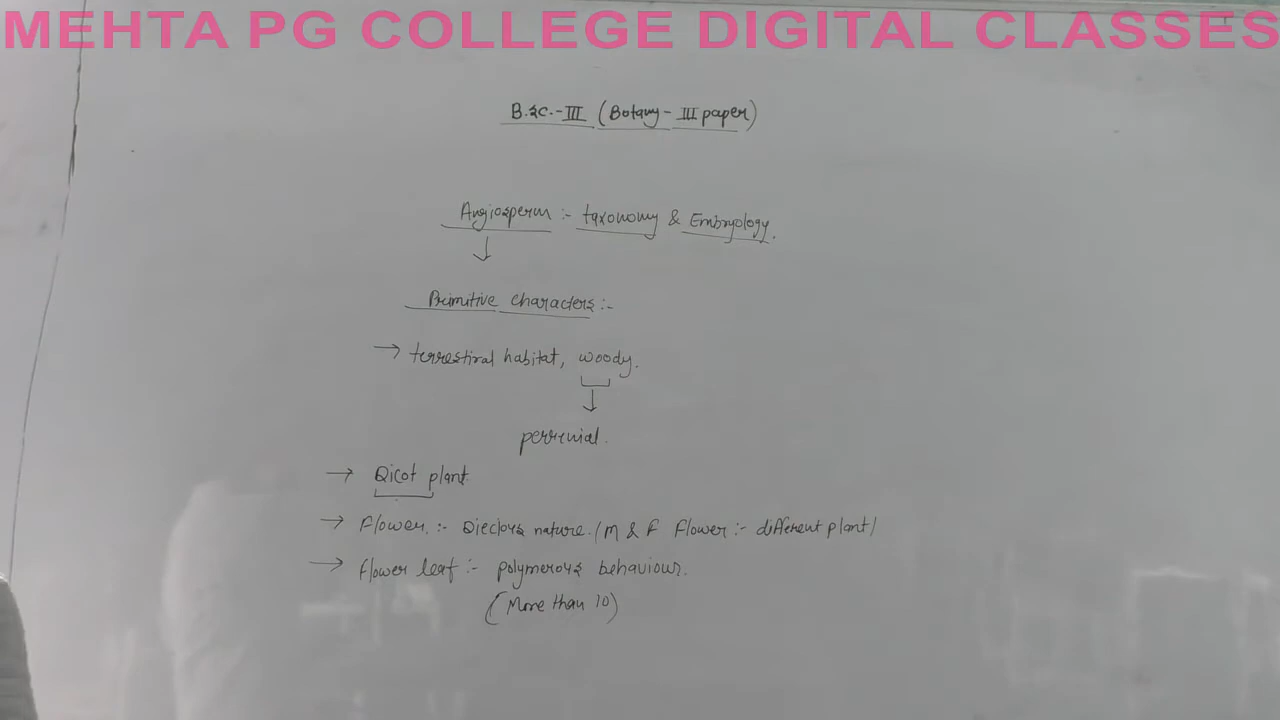 MEHTA PG COLLEGE DIGITAL CLASSES
B.Sc.-III (Botany - III paper)
Angiosperm :- taxonomy & Embryology.
Primitive characters :-
→ terrestiral habitat, woody.
perrenial.
→ Dicot plant
→ Flower. :- Dieclous nature. (M & F Flower :- different plant)
→ Flower leaf :- polymerous behaviour.
(More than 10)